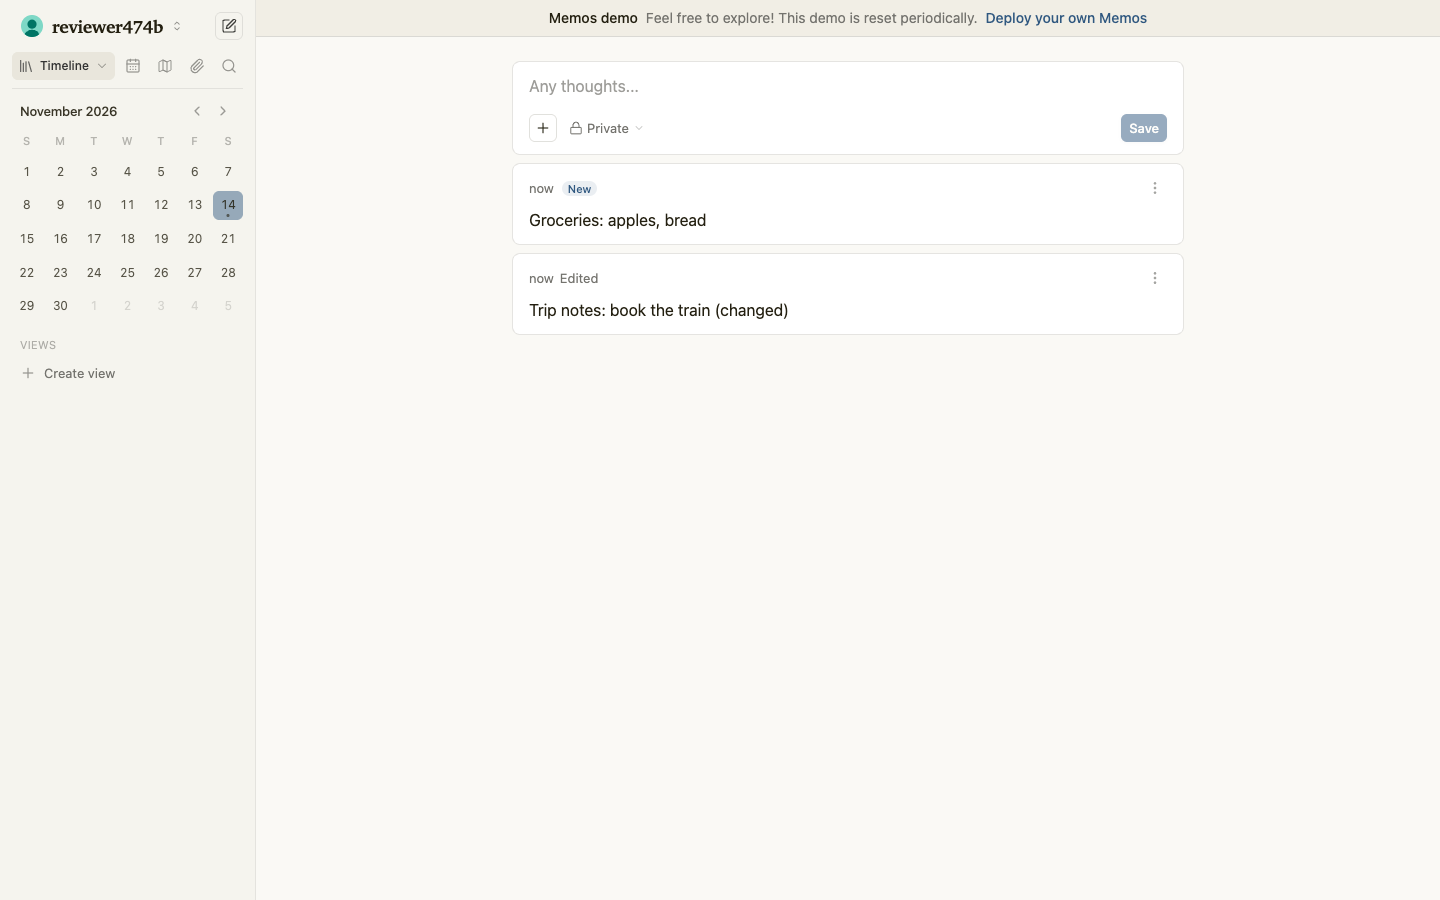 reviewer474b
Timeline
November 2026
S M T W T F S
1 2 3 4 5 6 7
8 9 10 11 12 13 14
15 16 17 18 19 20 21
22 23 24 25 26 27 28
29 30 1 2 3 4 5
VIEWS
Create view
Memos demo Feel free to explore! This demo is reset periodically. Deploy your own Memos
Any thoughts...
Private Save
now New
Groceries: apples, bread
now Edited
Trip notes: book the train (changed)